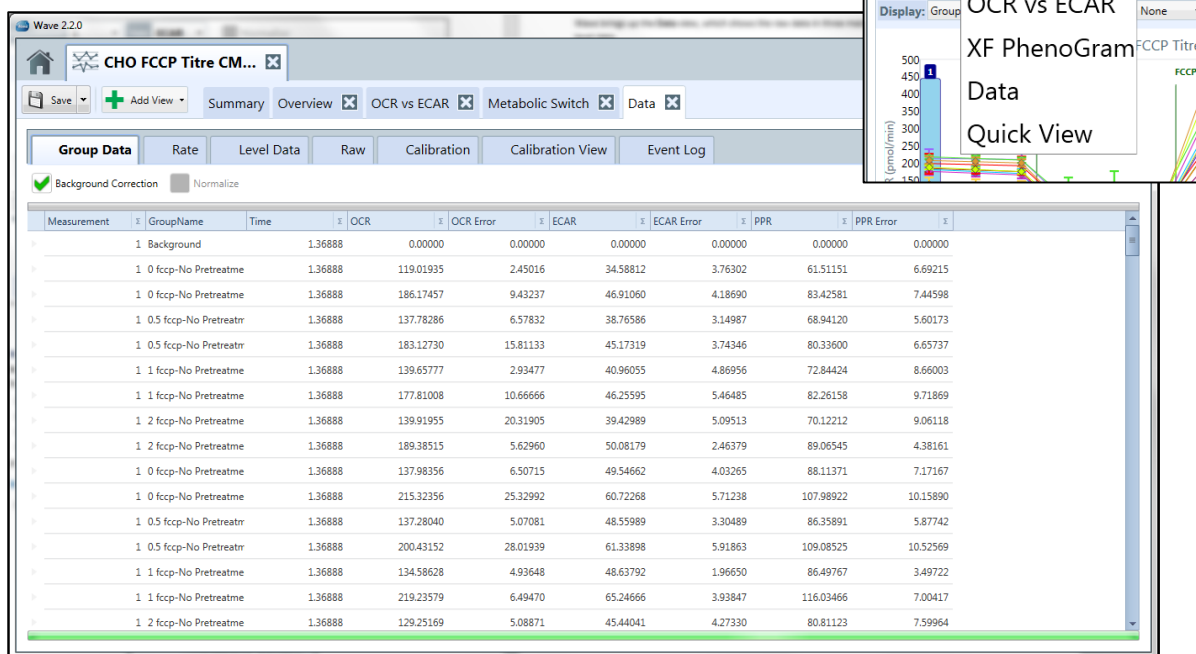 Wave 2.2.0
CHO FCCP Titre CM...
Save Add View Summary Overview OCR vs ECAR Metabolic Switch Data
Group Data Rate Level Data Raw Calibration Calibration View Event Log
Background Correction Normalize
Measurement Σ GroupName Time Σ OCR Σ OCR Error Σ ECAR Σ ECAR Error Σ PPR Σ PPR Error Σ
1 Background 1.36888 0.00000 0.00000 0.00000 0.00000 0.00000 0.00000
1 0 fccp-No Pretreatme 1.36888 119.01935 2.45016 34.58812 3.76302 61.51151 6.69215
1 0 fccp-No Pretreatme 1.36888 186.17457 9.43237 46.91060 4.18690 83.42581 7.44598
1 0.5 fccp-No Pretreatm 1.36888 137.78286 6.57832 38.76586 3.14987 68.94120 5.60173
1 0.5 fccp-No Pretreatm 1.36888 183.12730 15.81133 45.17319 3.74346 80.33600 6.65737
1 1 fccp-No Pretreatme 1.36888 139.65777 2.93477 40.96055 4.86956 72.84424 8.66003
1 1 fccp-No Pretreatme 1.36888 177.81008 10.66666 46.25595 5.46485 82.26158 9.71869
1 2 fccp-No Pretreatme 1.36888 139.91955 20.31905 39.42989 5.09513 70.12212 9.06118
1 2 fccp-No Pretreatme 1.36888 189.38515 5.62960 50.08179 2.46379 89.06545 4.38161
1 0 fccp-No Pretreatme 1.36888 137.98356 6.50715 49.54662 4.03265 88.11371 7.17167
1 0 fccp-No Pretreatme 1.36888 215.32356 25.32992 60.72268 5.71238 107.98922 10.15890
1 0.5 fccp-No Pretreatm 1.36888 137.28040 5.07081 48.55989 3.30489 86.35891 5.87742
1 0.5 fccp-No Pretreatm 1.36888 200.43152 28.01939 61.33898 5.91863 109.08525 10.52569
1 1 fccp-No Pretreatme 1.36888 134.58628 4.93648 48.63792 1.96650 86.49767 3.49722
1 1 fccp-No Pretreatme 1.36888 219.23579 6.49470 65.24666 3.93847 116.03466 7.00417
1 2 fccp-No Pretreatme 1.36888 129.25169 5.08871 45.44041 4.27330 80.81123 7.59964
Display: Group None
OCR vs ECAR
XF PhenoGram
Data
Quick View
FCCP Titre
FCCP
500
450
400
350
300
250
200
150
(pmol/min)
1